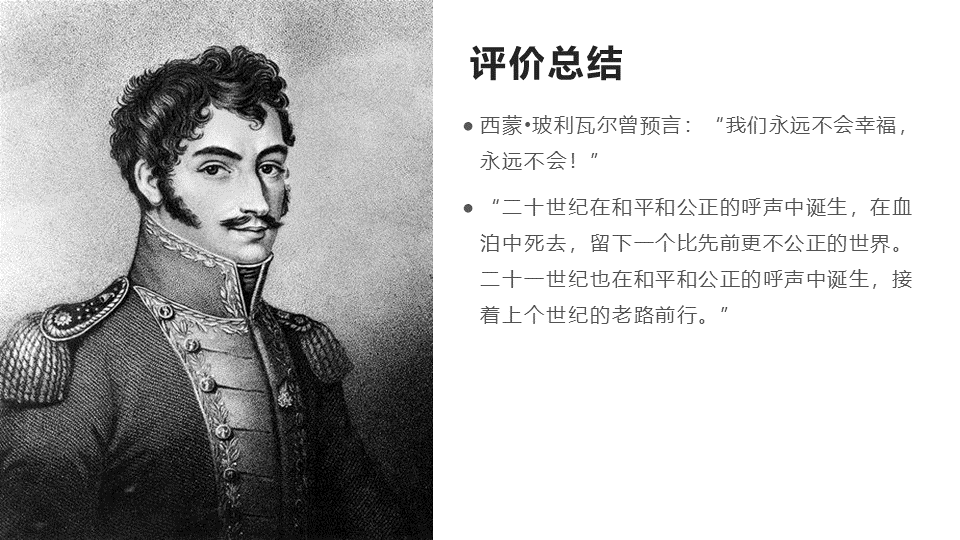 评价总结
• 西蒙•玻利瓦尔曾预言：“我们永远不会幸福，
永远不会！”
• “二十世纪在和平和公正的呼声中诞生，在血
泊中死去，留下一个比先前更不公正的世界。
二十一世纪也在和平和公正的呼声中诞生，接
着上个世纪的老路前行。”